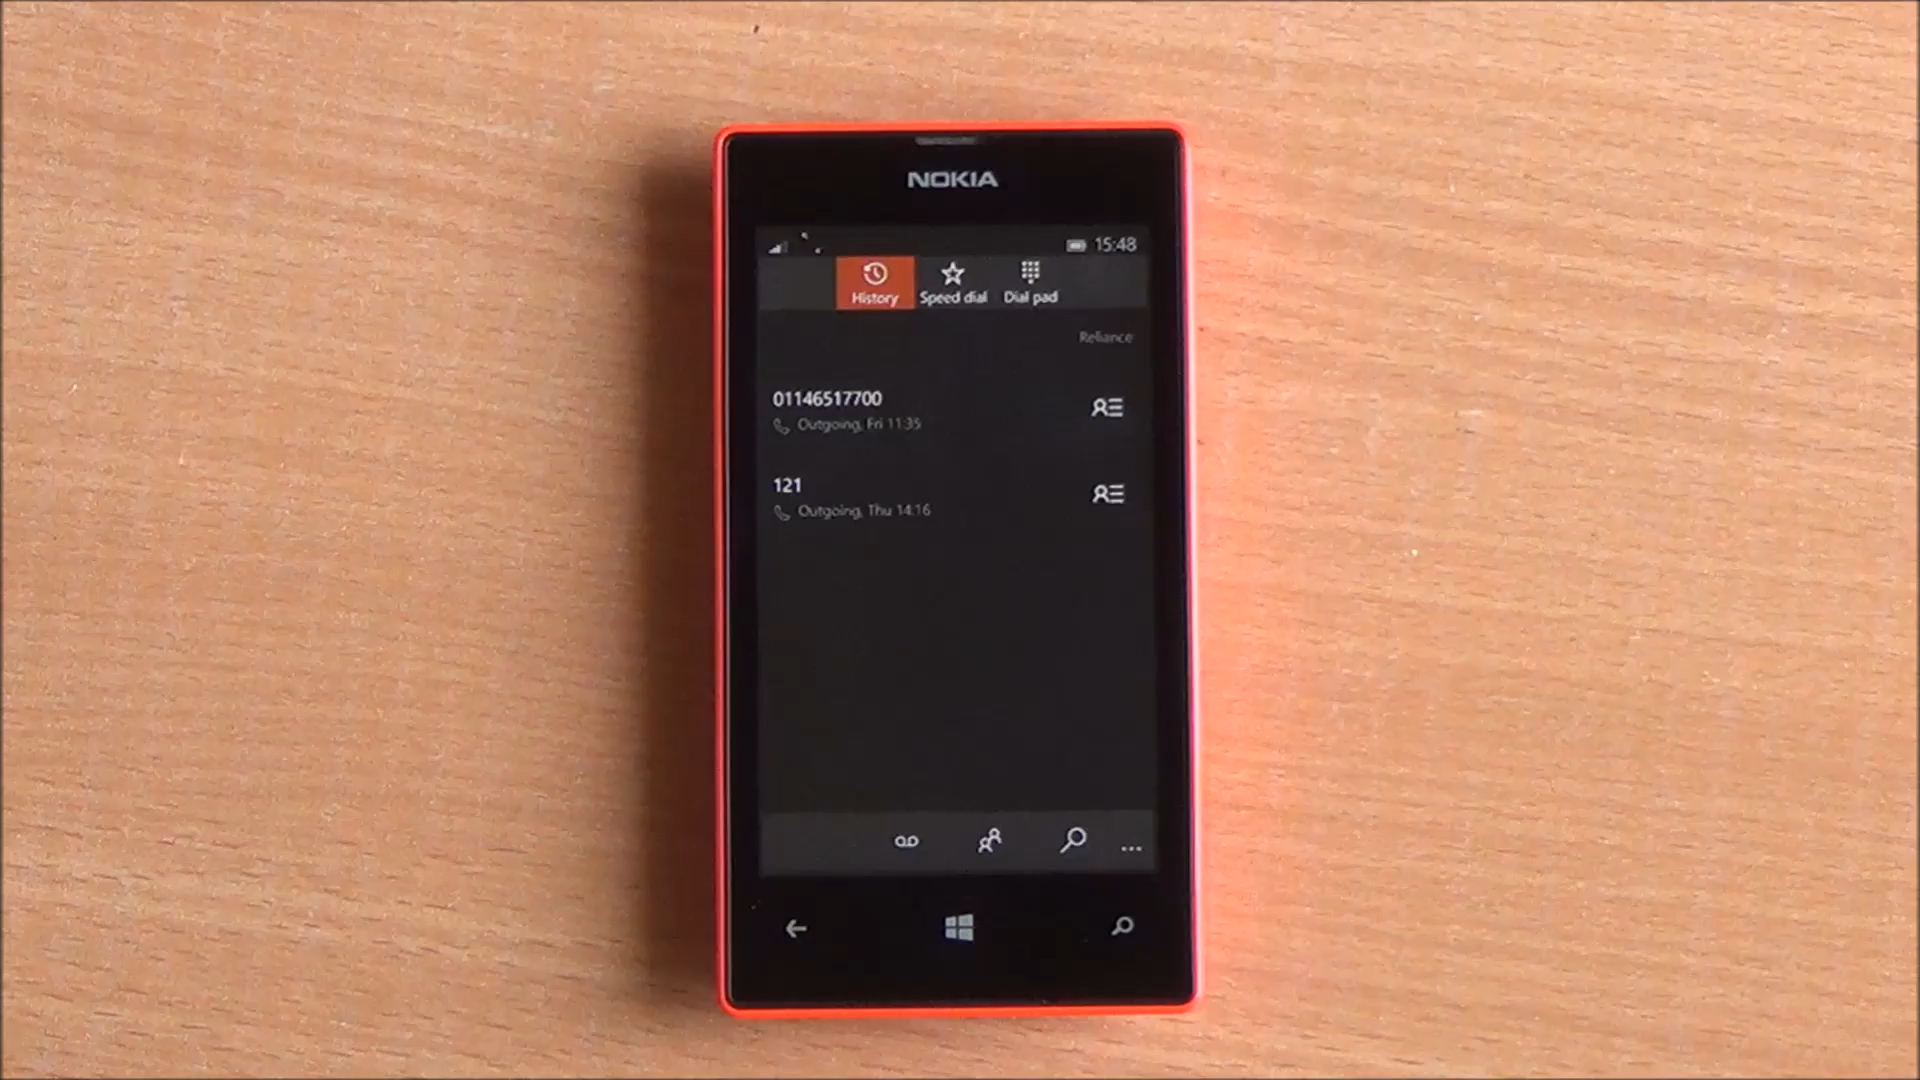 NOKIA
15:48
History Speed dial Dial pad
Reliance
01146517700
Outgoing, Fri 11:35
121
Outgoing, Thu 14:16